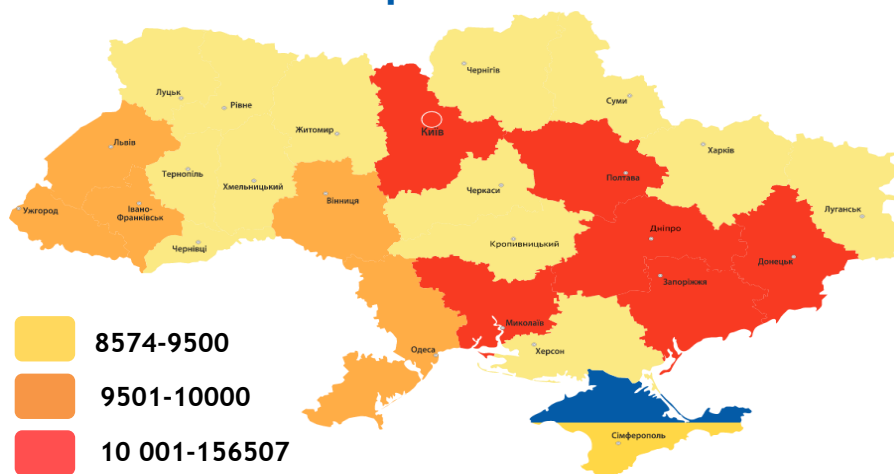 Чернігів
Луцьк
Рівне
Суми
Київ
Житомир
Львів
Харків
Тернопіль
Хмельницький
Полтава
Черкаси
Вінниця
Ужгород
Івано-
Франківськ
Луганськ
Дніпро
Чернівці
Кропивницький
Донецьк
Запоріжжя
Миколаїв
Херсон
Одеса
Сімферополь
8574-9500
9501-10000
10 001-156507